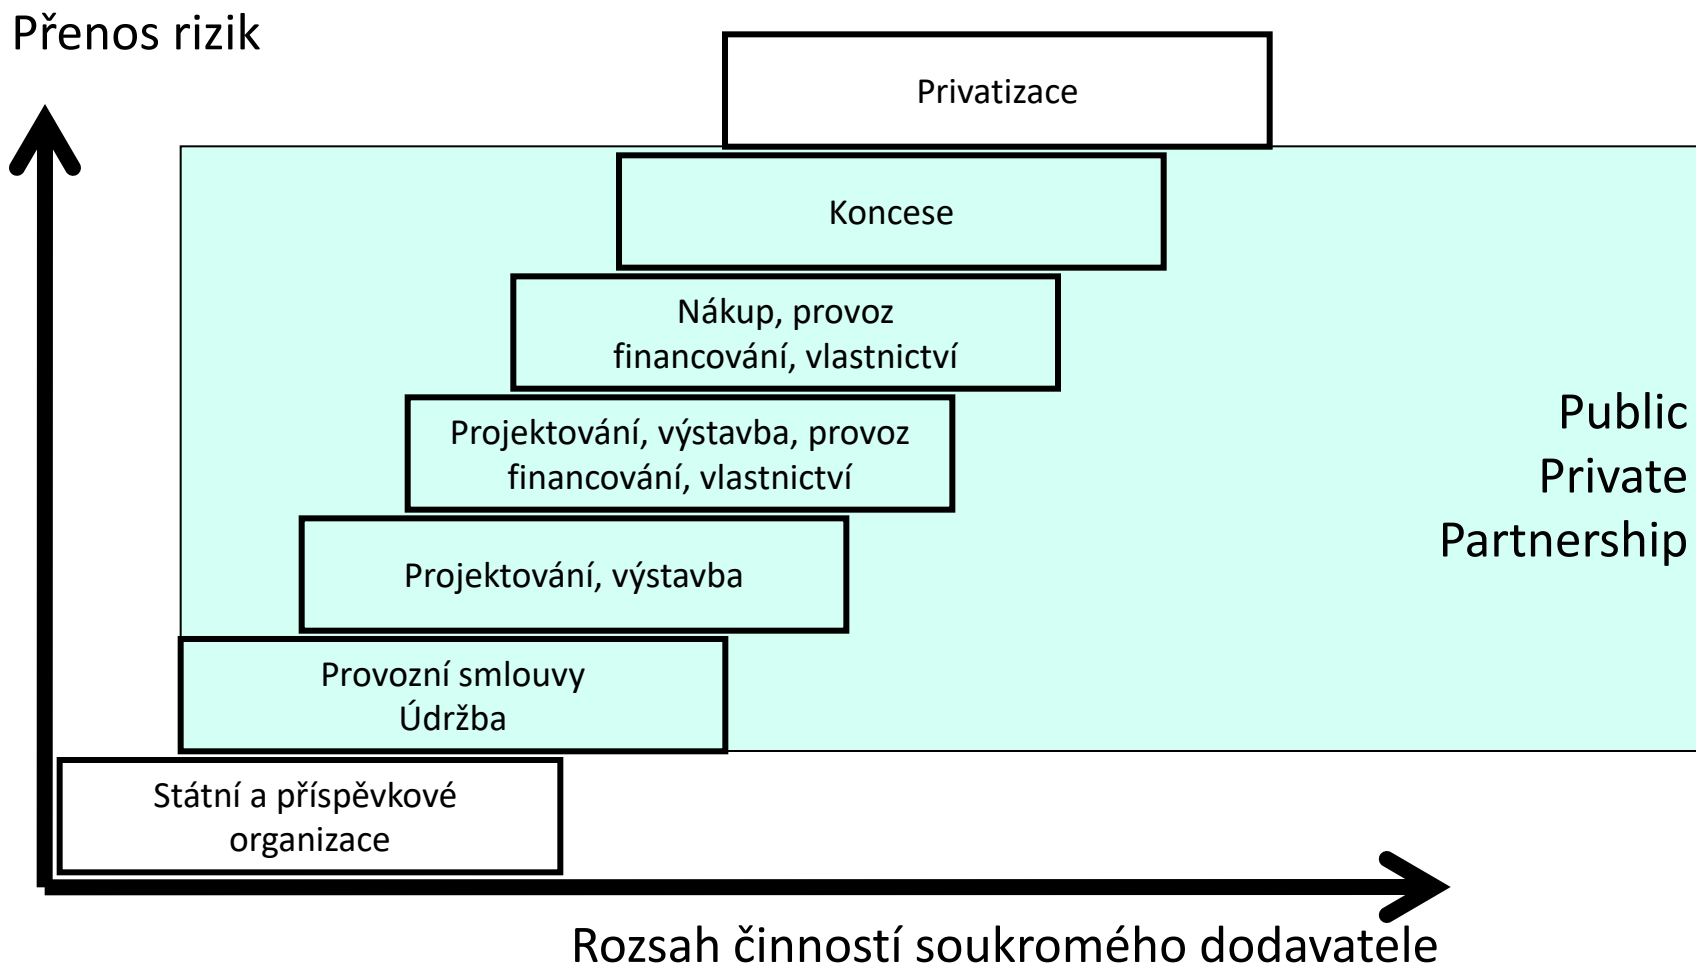 Přenos rizik
Privatizace
Koncese
Nákup, provoz
financování, vlastnictví
Projektování, výstavba, provoz
financování, vlastnictví
Public
Private
Partnership
Projektování, výstavba
Provozní smlouvy
Údržba
Státní a příspěvkové
organizace
Rozsah činností soukromého dodavatele